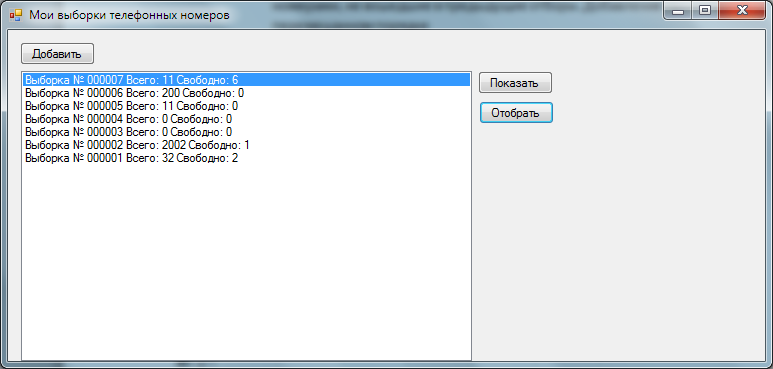 Мои выборки телефонных номеров
Добавить
Выборка № 000007 Всего: 11 Свободно: 6
Выборка № 000006 Всего: 200 Свободно: 0
Выборка № 000005 Всего: 11 Свободно: 0
Выборка № 000004 Всего: 0 Свободно: 0
Выборка № 000003 Всего: 0 Свободно: 0
Выборка № 000002 Всего: 2002 Свободно: 1
Выборка № 000001 Всего: 32 Свободно: 2
Показать
Отобрать